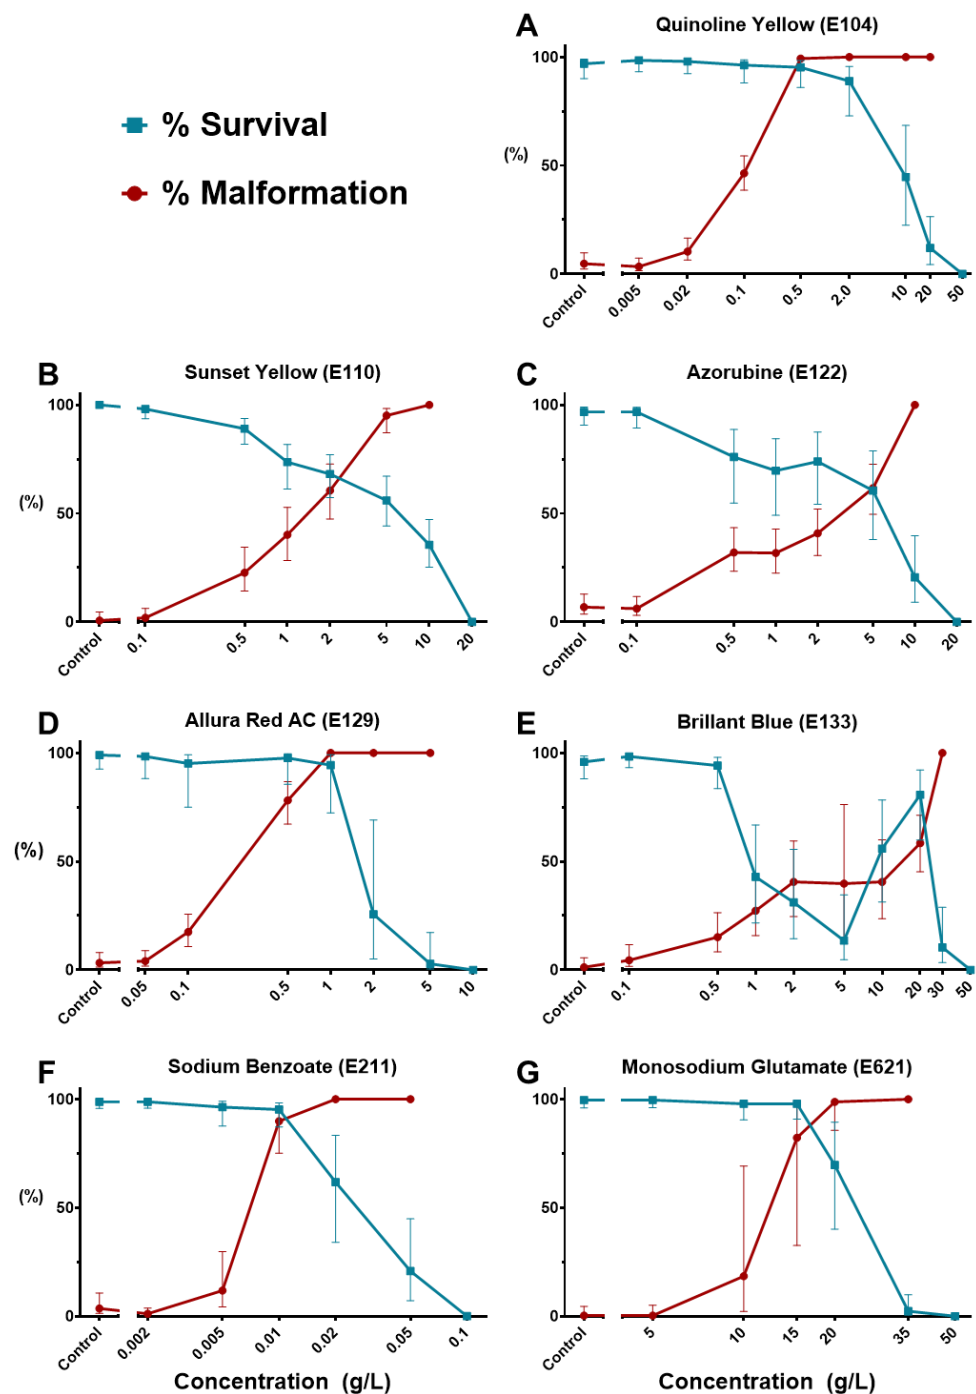 A
Quinoline Yellow (E104)
% Survival
% Malformation
(%)
100
50
0
Control 0.005 0.02 0.1 0.5 2.0 10 20 50
B
Sunset Yellow (E110)
(%)
100
50
0
Control 0.1 0.5 1 2 5 10 20
C
Azorubine (E122)
100
50
0
Control 0.1 0.5 1 2 5 10 20
D
Allura Red AC (E129)
(%)
100
50
0
Control 0.05 0.1 0.5 1 2 5 10
E
Brillant Blue (E133)
100
50
0
Control 0.1 0.5 1 2 5 10 20 30 50
F
Sodium Benzoate (E211)
(%)
100
50
0
Control 0.002 0.005 0.01 0.02 0.05 0.1
Concentration (g/L)
G
Monosodium Glutamate (E621)
100
50
0
Control 5 10 15 20 35 50
Concentration (g/L)